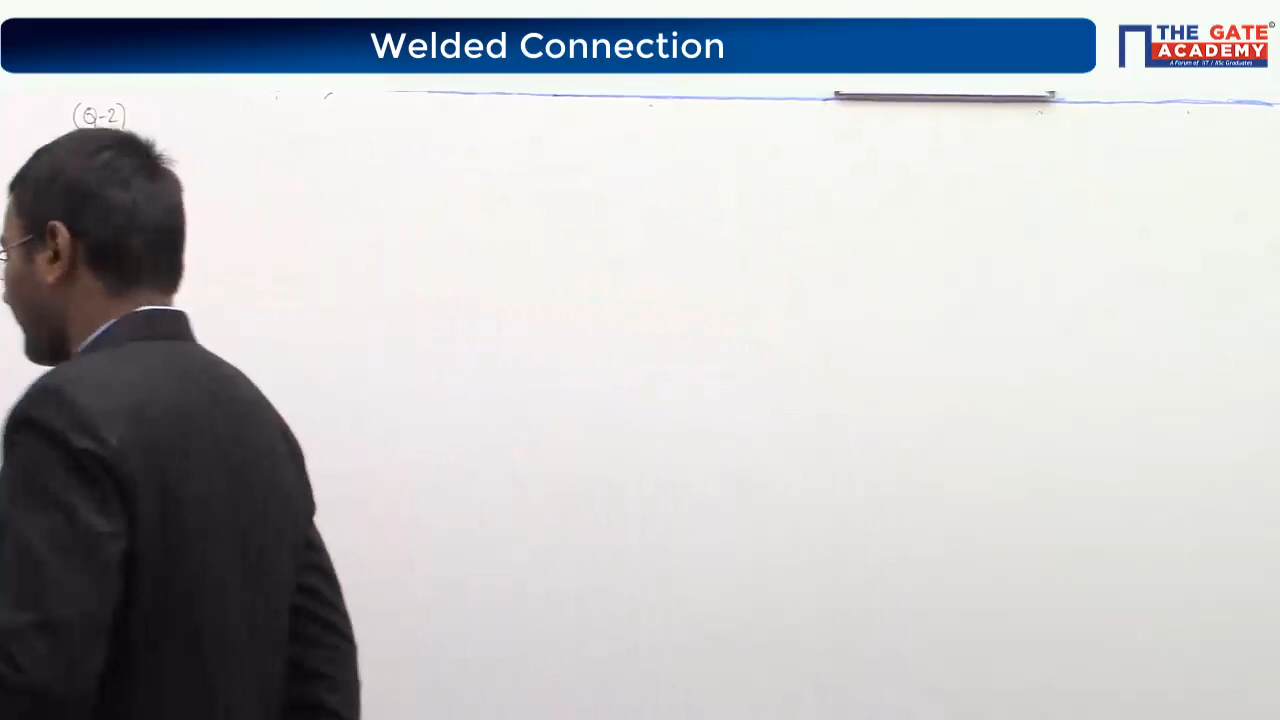 Welded Connection
THE GATE
ACADEMY
A Forum of IIT / IISc Graduates
(Q-2)